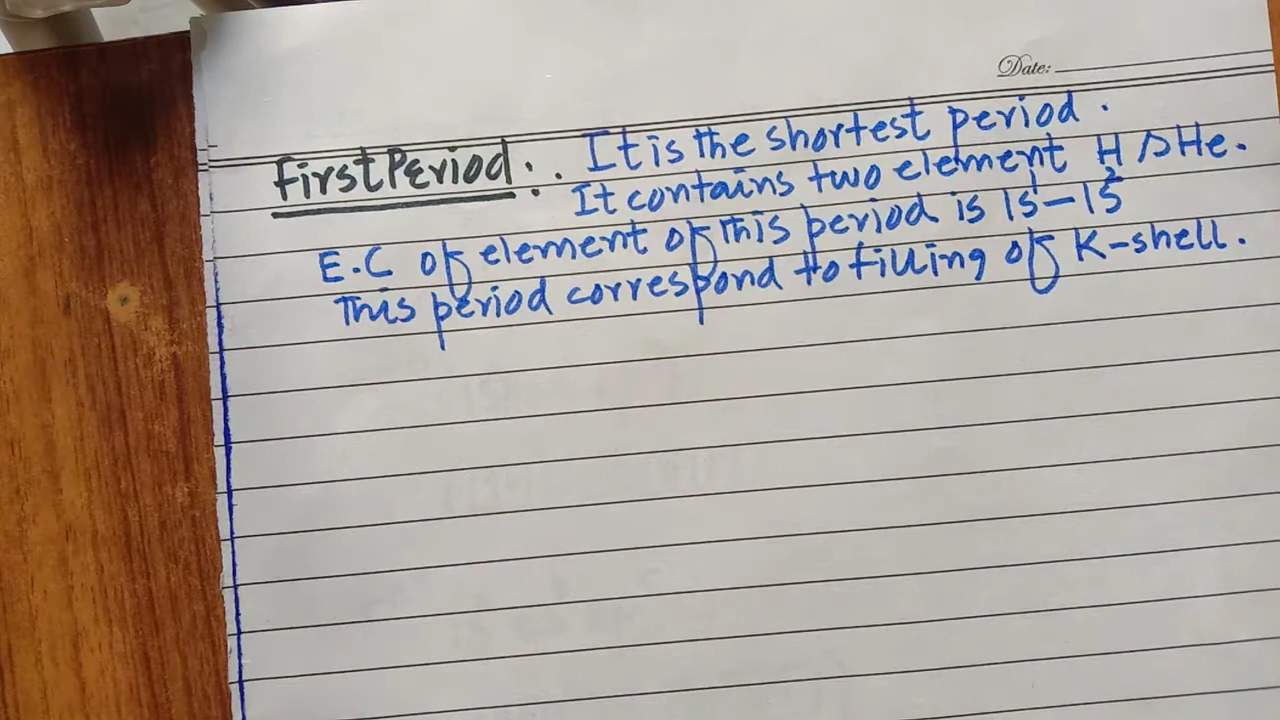 Date:
First Period:. It is the shortest period.
It contains two element H & He.
E.C of element of this period is 1s¹-1s²
This period correspond to filling of K-shell.